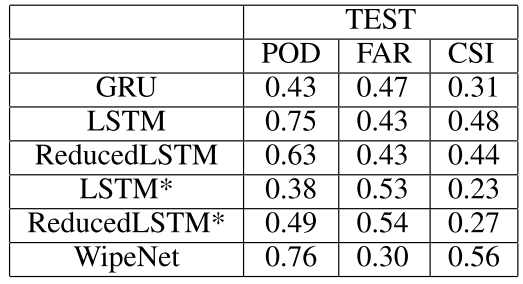 TEST
POD FAR CSI
GRU 0.43 0.47 0.31
LSTM 0.75 0.43 0.48
ReducedLSTM 0.63 0.43 0.44
LSTM* 0.38 0.53 0.23
ReducedLSTM* 0.49 0.54 0.27
WipeNet 0.76 0.30 0.56